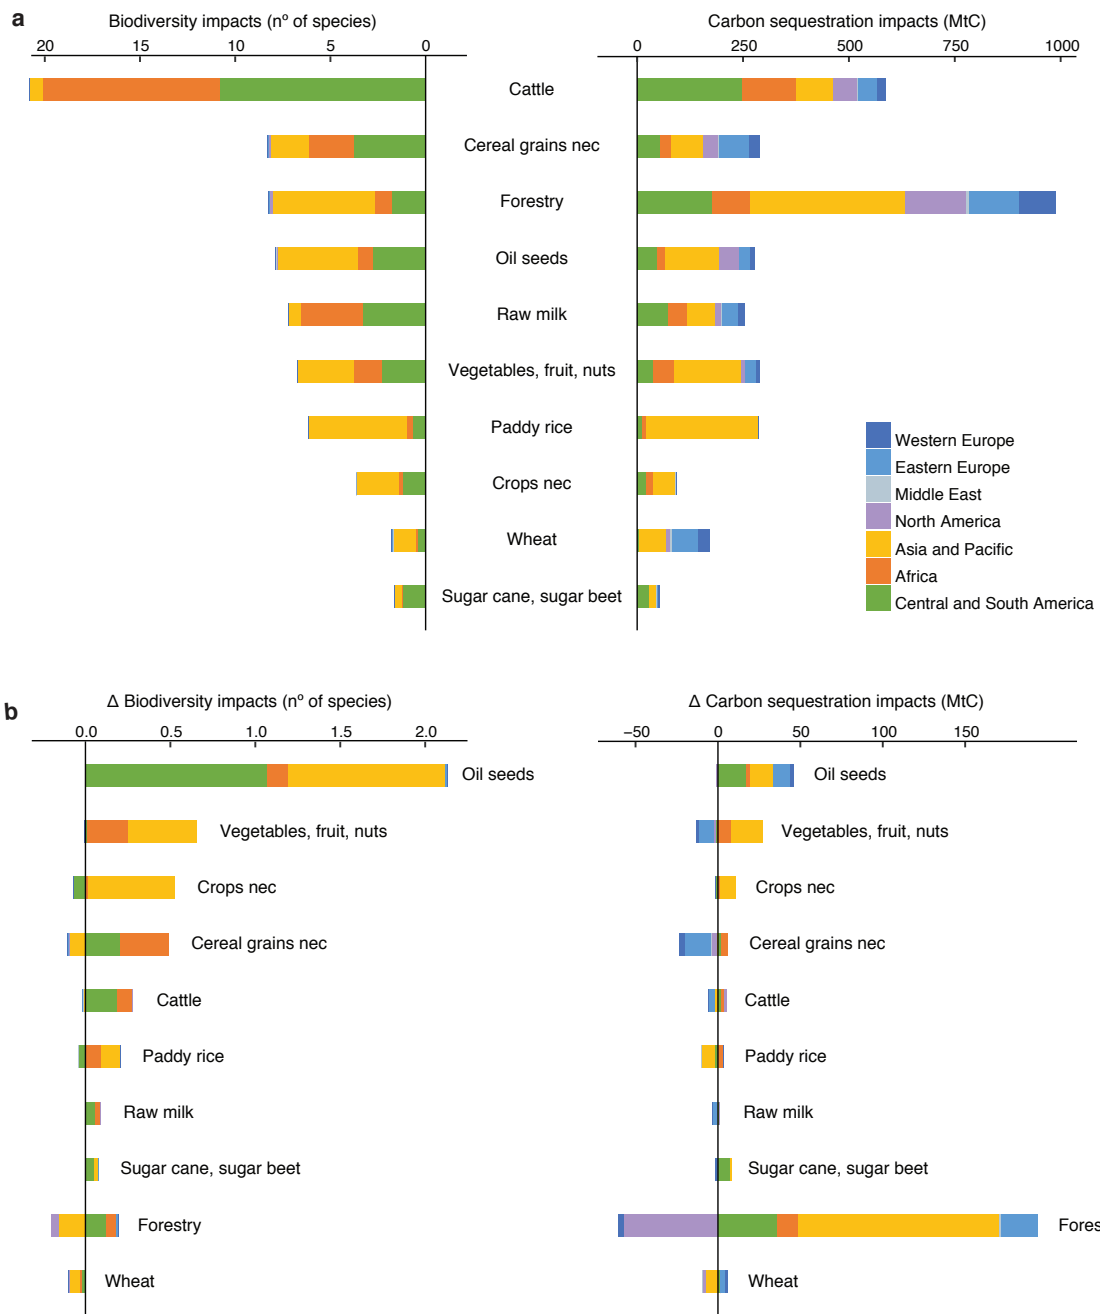 a
Biodiversity impacts (nº of species)
Carbon sequestration impacts (MtC)
20 15 10 5 0
0 250 500 750 1000
Cattle
Cereal grains nec
Forestry
Oil seeds
Raw milk
Vegetables, fruit, nuts
Paddy rice
Crops nec
Wheat
Sugar cane, sugar beet
Western Europe
Eastern Europe
Middle East
North America
Asia and Pacific
Africa
Central and South America
b
Δ Biodiversity impacts (nº of species)
Δ Carbon sequestration impacts (MtC)
0.0 0.5 1.0 1.5 2.0
−50 0 50 100 150
Oil seeds
Oil seeds
Vegetables, fruit, nuts
Vegetables, fruit, nuts
Crops nec
Crops nec
Cereal grains nec
Cereal grains nec
Cattle
Cattle
Paddy rice
Paddy rice
Raw milk
Raw milk
Sugar cane, sugar beet
Sugar cane, sugar beet
Forestry
Fores
Wheat
Wheat